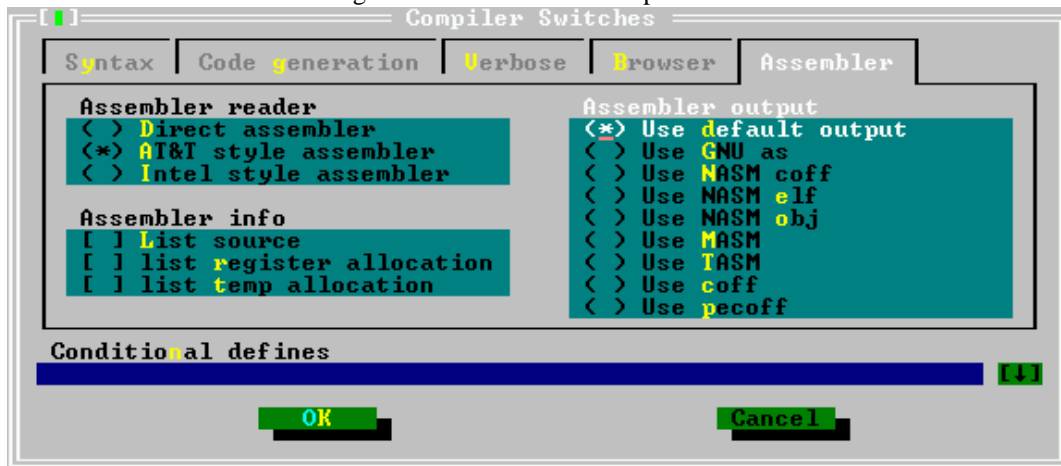 [ ] Compiler Switches
Syntax Code generation Verbose Browser Assembler
Assembler reader
( ) Direct assembler
(*) AT&T style assembler
( ) Intel style assembler
Assembler info
[ ] List source
[ ] list register allocation
[ ] list temp allocation
Assembler output
(*) Use default output
( ) Use GNU as
( ) Use NASM coff
( ) Use NASM elf
( ) Use NASM obj
( ) Use MASM
( ) Use TASM
( ) Use coff
( ) Use pecoff
Conditional defines
[↓]
OK Cancel